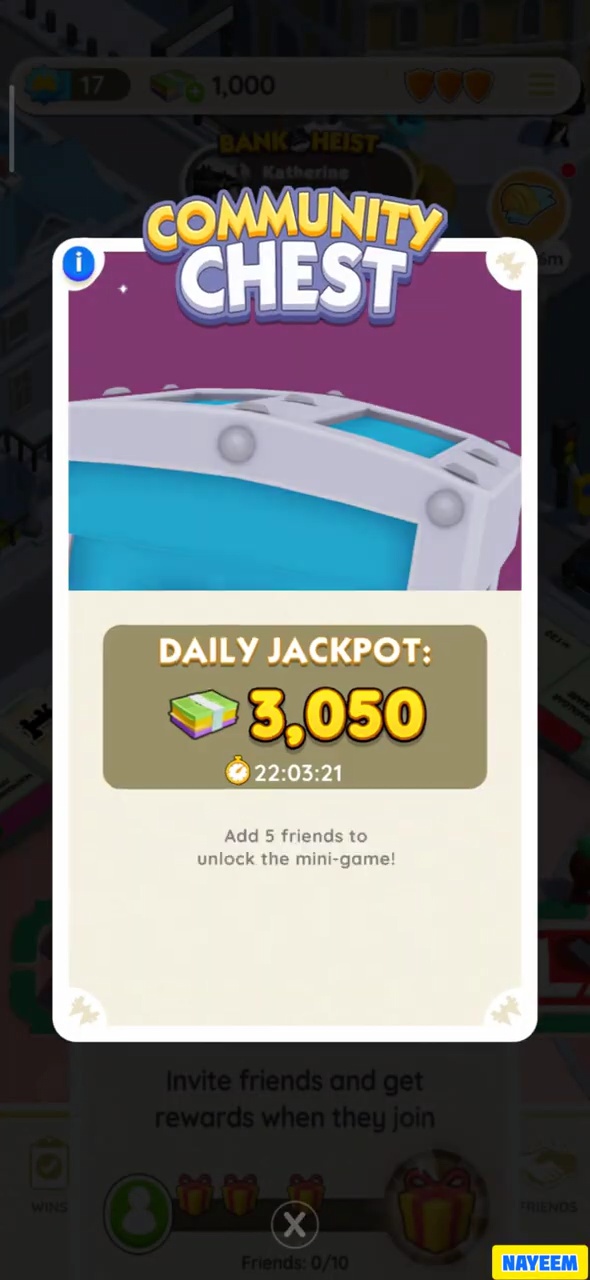 17
1,000
BANK HEIST
Katherine
COMMUNITY
CHEST
i
DAILY JACKPOT:
3,050
22:03:21
Add 5 friends to
unlock the mini-game!
Invite friends and get
rewards when they join
WINS
FRIENDS
X
Friends: 0/10
NAYEEM